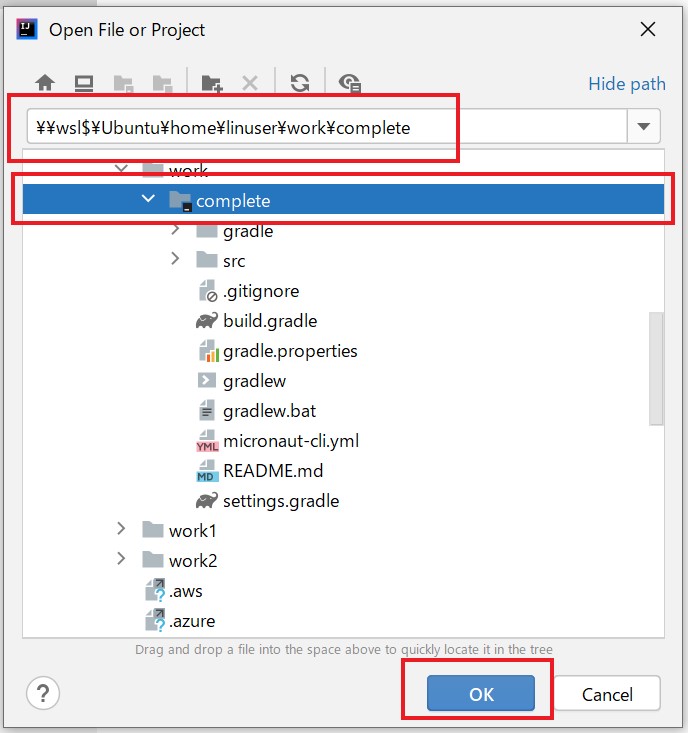 Open File or Project
Hide path
¥¥wsl$¥Ubuntu¥home¥linuser¥work¥complete
work
complete
gradle
src
.gitignore
build.gradle
gradle.properties
gradlew
gradlew.bat
YML micronaut-cli.yml
MD README.md
settings.gradle
work1
work2
.aws
.azure
Drag and drop a file into the space above to quickly locate it in the tree
? OK Cancel